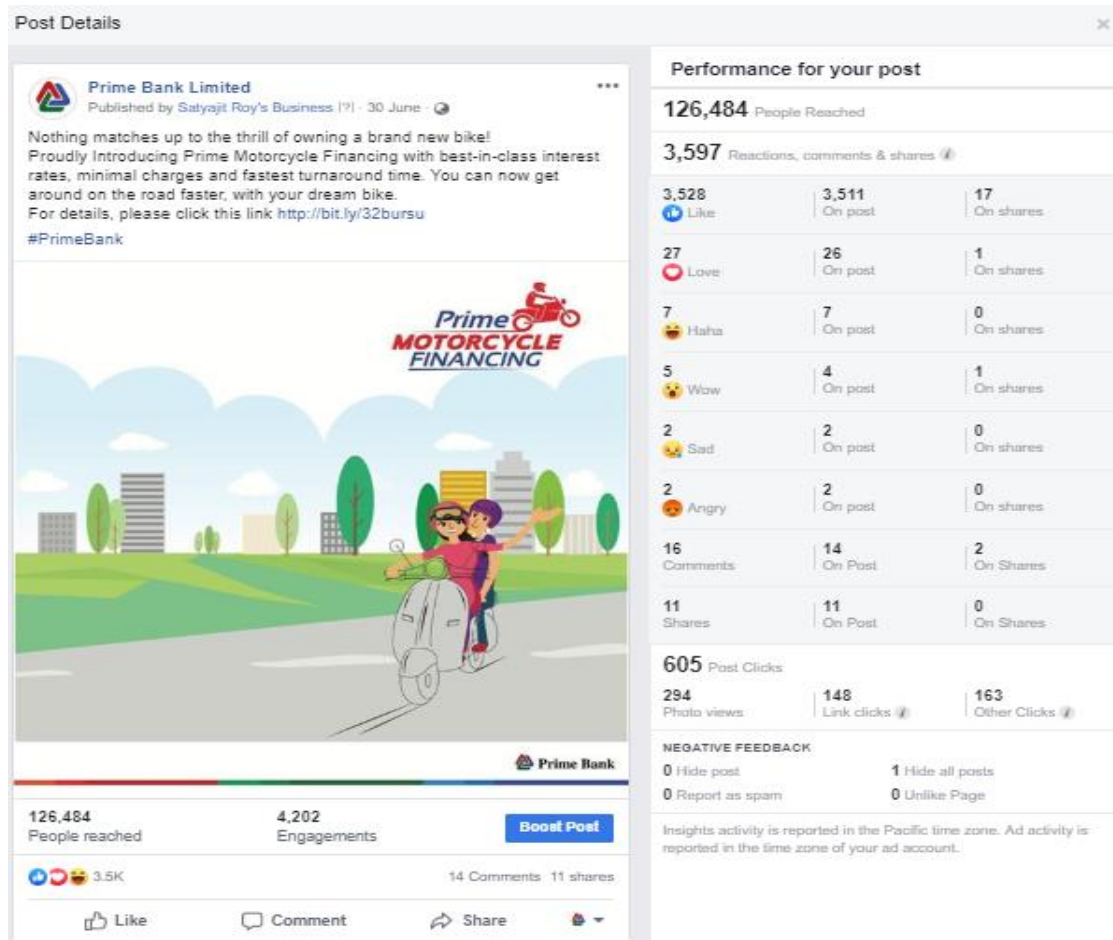 Post Details
Prime Bank Limited
Published by Satyajit Roy's Business [?] · 30 June ·
Nothing matches up to the thrill of owning a brand new bike!
Proudly Introducing Prime Motorcycle Financing with best-in-class interest
rates, minimal charges and fastest turnaround time. You can now get
around on the road faster, with your dream bike.
For details, please click this link http://bit.ly/32bursu
#PrimeBank
Prime
MOTORCYCLE
FINANCING
Prime Bank
126,484
People reached
4,202
Engagements
Boost Post
3.5K
14 Comments 11 shares
Like Comment Share
Performance for your post
126,484 People Reached
3,597 Reactions, comments & shares
3,528 3,511 17
Like On post On shares
27 26 1
Love On post On shares
7 7 0
Haha On post On shares
5 4 1
Wow On post On shares
2 2 0
Sad On post On shares
2 2 0
Angry On post On shares
16 14 2
Comments On Post On Shares
11 11 0
Shares On Post On Shares
605 Post Clicks
294 148 163
Photo views Link clicks Other Clicks
NEGATIVE FEEDBACK
0 Hide post 1 Hide all posts
0 Report as spam 0 Unlike Page
Insights activity is reported in the Pacific time zone. Ad activity is
reported in the time zone of your ad account.